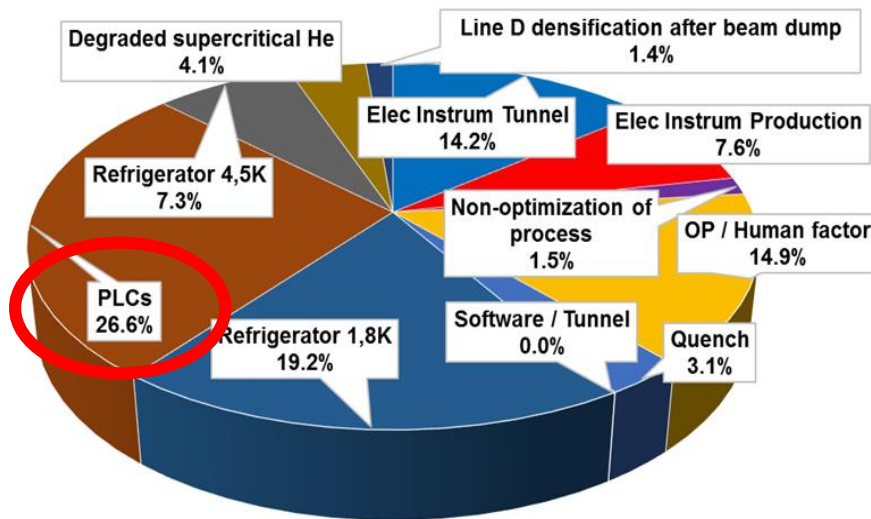 Degraded supercritical He
4.1%
Line D densification after beam dump
1.4%
Elec Instrum Tunnel
14.2%
Elec Instrum Production
7.6%
Refrigerator 4,5K
7.3%
Non-optimization of
process
1.5%
OP / Human factor
14.9%
PLCs
26.6%
Refrigerator 1,8K
19.2%
Software / Tunnel
0.0%
Quench
3.1%